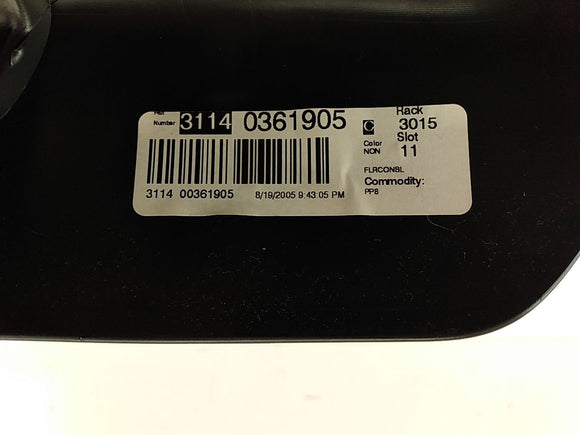 Part
Number 3114 0361905
3114 00361905 8/19/2005 9:43:05 PM
C
Color
NON
Rack
3015
Slot
11
FLRCONBL
Commodity:
PPB